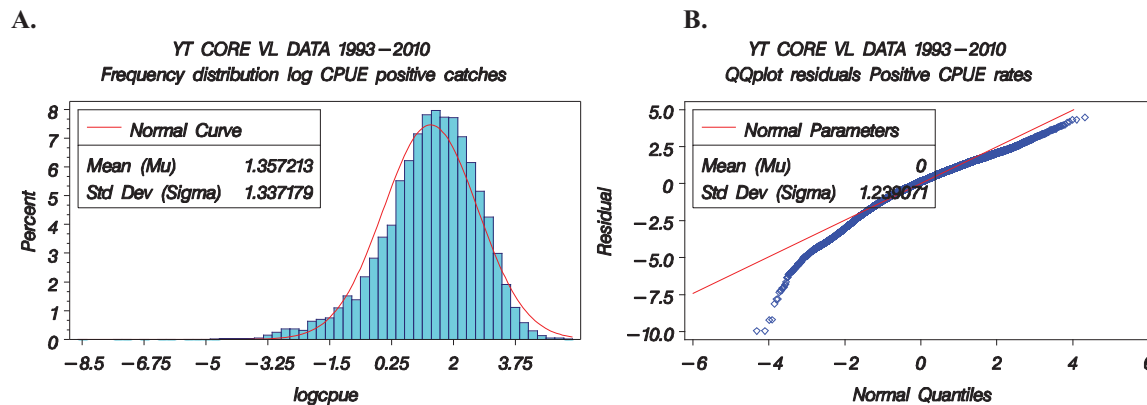 A.
YT CORE VL DATA 1993−2010
Frequency distribution log CPUE positive catches
Normal Curve
Mean (Mu) 1.357213
Std Dev (Sigma) 1.337179
8
7
6
5
4
3
2
1
0
Percent
−8.5 −6.75 −5 −3.25 −1.5 0.25 2 3.75
logcpue
B.
YT CORE VL DATA 1993−2010
QQplot residuals Positive CPUE rates
Normal Parameters
Mean (Mu) 0
Std Dev (Sigma) 1.239071
5.0
2.5
0
−2.5
−5.0
−7.5
−10.0
Residual
−6 −4 −2 0 2 4 6
Normal Quantiles